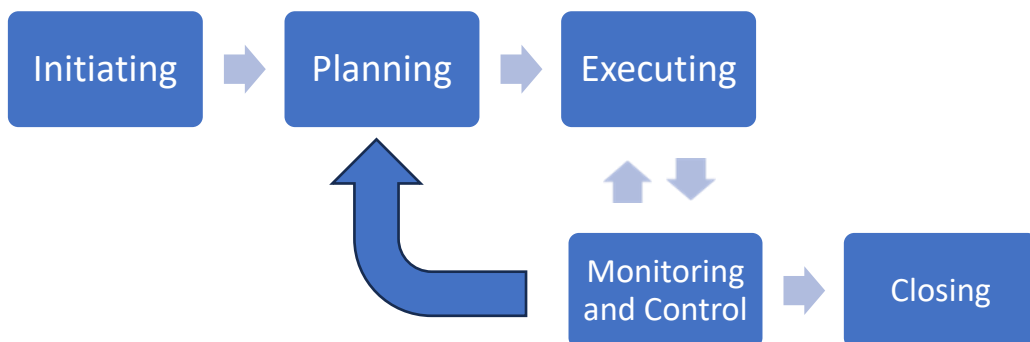 Initiating
Planning
Executing
Monitoring
and Control
Closing